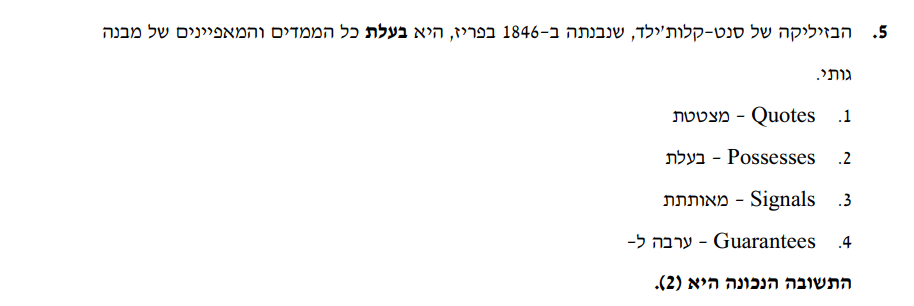 5. הבזיליקה של סנט-קלות'ילד, שנבנתה ב-1846 בפריז, היא בעלת כל הממדים והמאפיינים של מבנה
גותי.
1. Quotes - מצטטת
2. Possesses - בעלת
3. Signals - מאותתת
4. Guarantees - ערבה ל-
התשובה הנכונה היא (2).